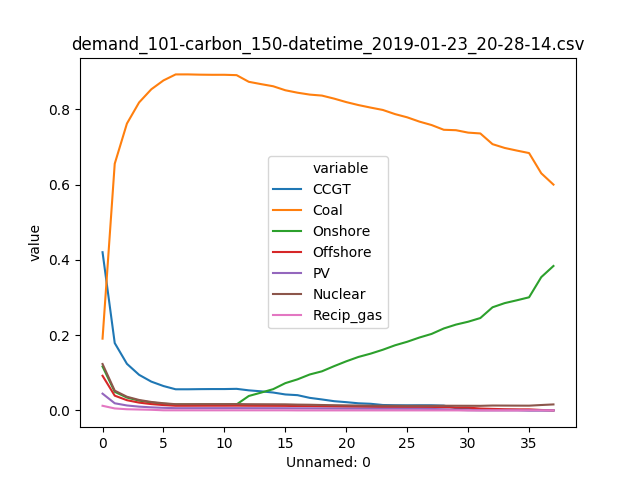 demand_101-carbon_150-datetime_2019-01-23_20-28-14.csv
value
0.8
0.6
0.4
0.2
0.0
variable
CCGT
Coal
Onshore
Offshore
PV
Nuclear
Recip_gas
0 5 10 15 20 25 30 35
Unnamed: 0